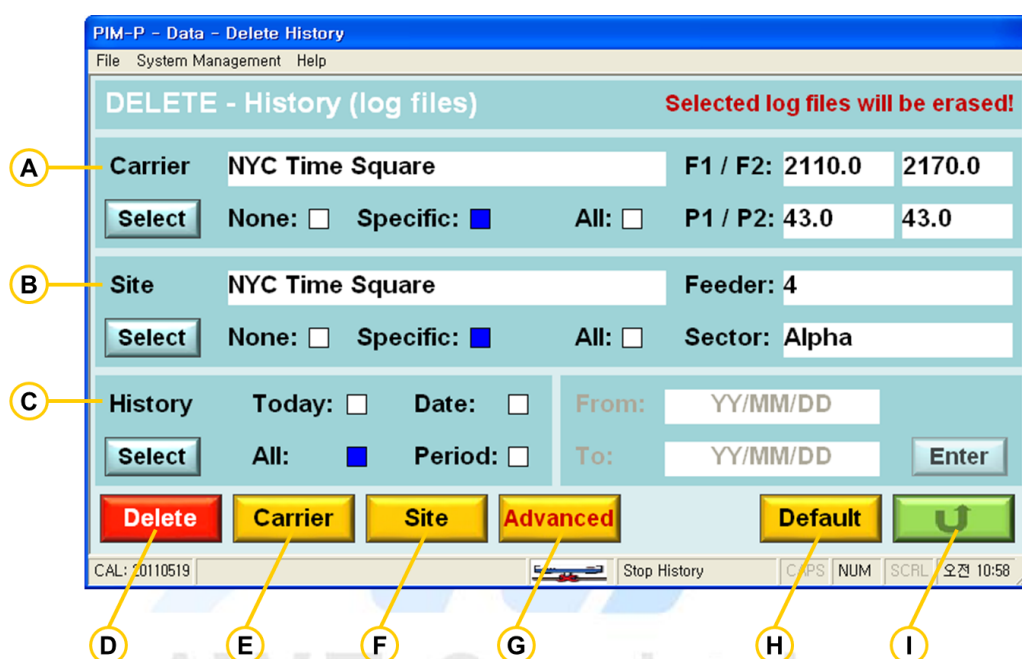 PIM-P - Data - Delete History
File System Management Help
DELETE - History (log files) Selected log files will be erased!
A Carrier NYC Time Square F1 / F2: 2110.0 2170.0
Select None: Specific: All: P1 / P2: 43.0 43.0
B Site NYC Time Square Feeder: 4
Select None: Specific: All: Sector: Alpha
C History Today: Date: From: YY/MM/DD
Select All: Period: To: YY/MM/DD Enter
Delete Carrier Site Advanced Default
CAL: 20110519 Stop History CAPS NUM SCRL 오전 10:58
D E F G H I